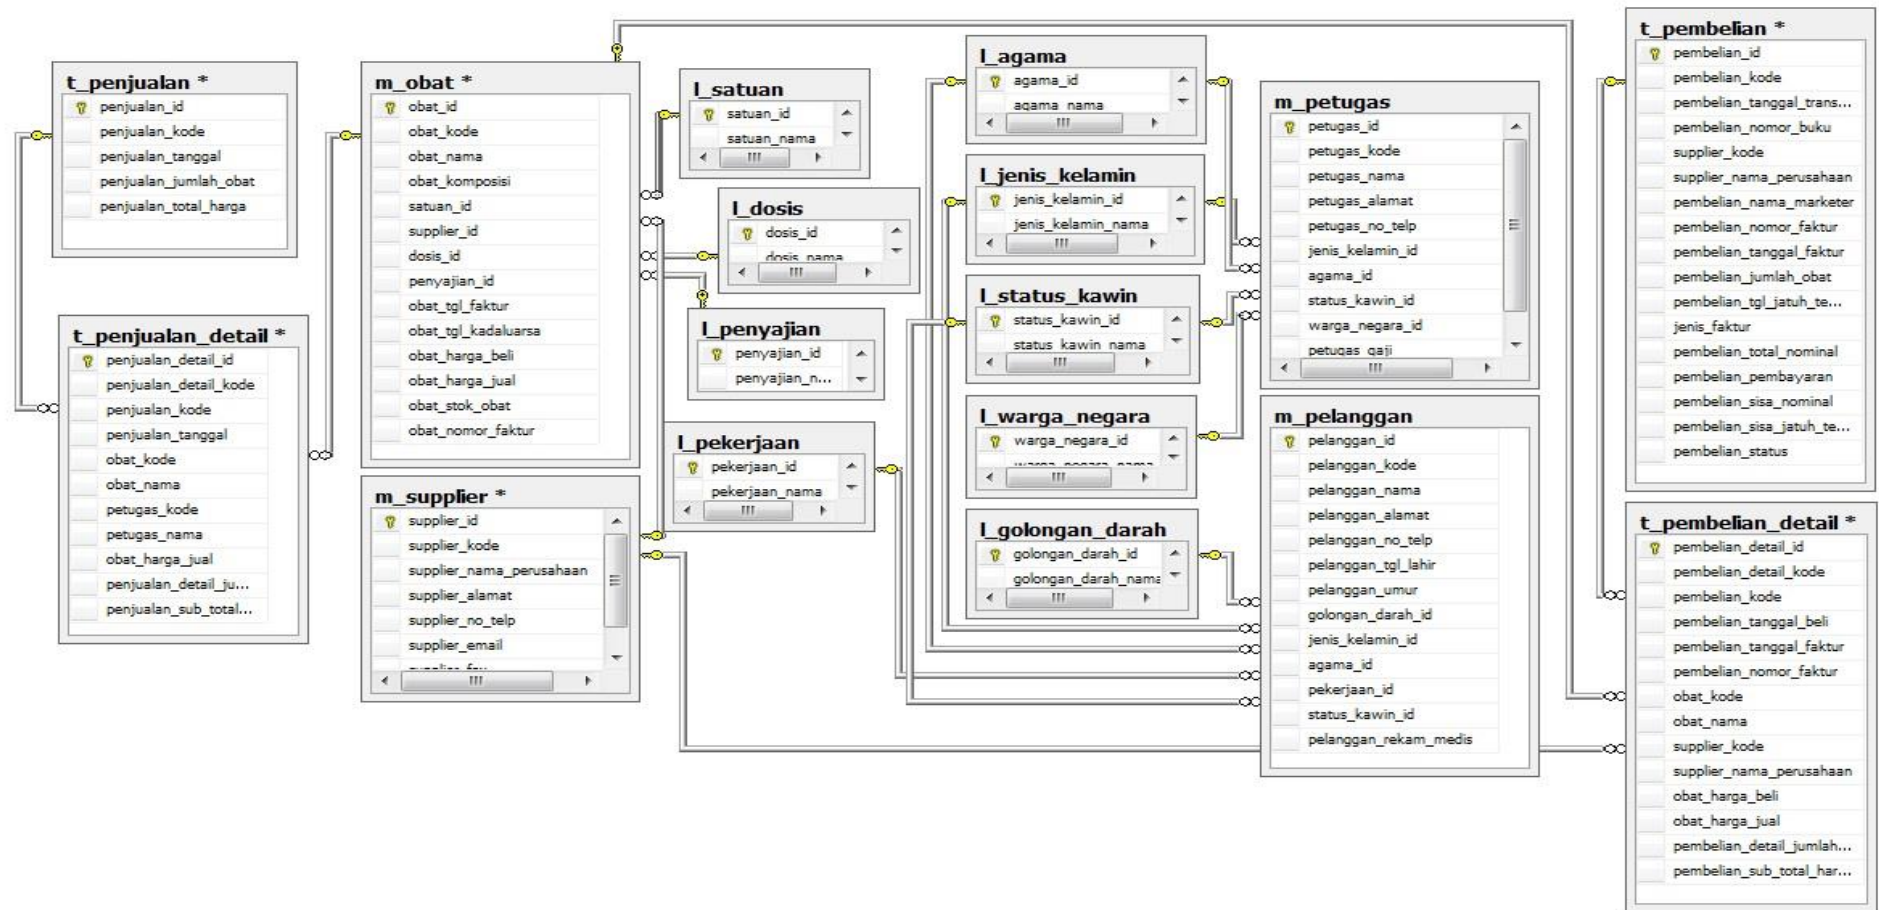 t_penjualan *
penjualan_id
penjualan_kode
penjualan_tanggal
penjualan_jumlah_obat
penjualan_total_harga
t_penjualan_detail *
penjualan_detail_id
penjualan_detail_kode
penjualan_kode
penjualan_tanggal
obat_kode
obat_nama
petugas_kode
petugas_nama
obat_harga_jual
penjualan_detail_ju...
penjualan_sub_total...
m_obat *
obat_id
obat_kode
obat_nama
obat_komposisi
satuan_id
supplier_id
dosis_id
penyajian_id
obat_tgl_faktur
obat_tgl_kadaluarsa
obat_harga_beli
obat_harga_jual
obat_stok_obat
obat_nomor_faktur
m_supplier *
supplier_id
supplier_kode
supplier_nama_perusahaan
supplier_alamat
supplier_no_telp
supplier_email
supplier_fax
l_satuan
satuan_id
satuan_nama
l_dosis
dosis_id
dosis_nama
l_penyajian
penyajian_id
penyajian_n...
l_pekerjaan
pekerjaan_id
pekerjaan_nama
l_agama
agama_id
agama_nama
l_jenis_kelamin
jenis_kelamin_id
jenis_kelamin_nama
l_status_kawin
status_kawin_id
status_kawin_nama
l_warga_negara
warga_negara_id
warga_negara_nama
l_golongan_darah
golongan_darah_id
golongan_darah_nama
m_petugas
petugas_id
petugas_kode
petugas_nama
petugas_alamat
petugas_no_telp
jenis_kelamin_id
agama_id
status_kawin_id
warga_negara_id
petugas_gaji
m_pelanggan
pelanggan_id
pelanggan_kode
pelanggan_nama
pelanggan_alamat
pelanggan_no_telp
pelanggan_tgl_lahir
pelanggan_umur
golongan_darah_id
jenis_kelamin_id
agama_id
pekerjaan_id
status_kawin_id
pelanggan_rekam_medis
t_pembelian *
pembelian_id
pembelian_kode
pembelian_tanggal_trans...
pembelian_nomor_buku
supplier_kode
supplier_nama_perusahaan
pembelian_nama_marketer
pembelian_nomor_faktur
pembelian_tanggal_faktur
pembelian_jumlah_obat
pembelian_tgl_jatuh_te...
jenis_faktur
pembelian_total_nominal
pembelian_pembayaran
pembelian_sisa_nominal
pembelian_sisa_jatuh_te...
pembelian_status
t_pembelian_detail *
pembelian_detail_id
pembelian_detail_kode
pembelian_kode
pembelian_tanggal_beli
pembelian_tanggal_faktur
pembelian_nomor_faktur
obat_kode
obat_nama
supplier_kode
supplier_nama_perusahaan
obat_harga_beli
obat_harga_jual
pembelian_detail_jumlah...
pembelian_sub_total_har...